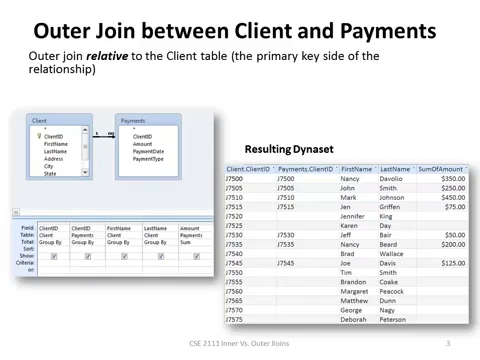 Outer Join between Client and Payments
Outer join relative to the Client table (the primary key side of the
relationship)
Client
*
ClientID
FirstName
LastName
Address
City
State
1
∞
Payments
*
ClientID
Amount
PaymentDate
PaymentType
Field: ClientID ClientID FirstName LastName Amount
Table: Client Payments Client Client Payments
Total: Group By Group By Group By Group By Sum
Sort:
Show:
Criteria:
or:
Resulting Dynaset
Client.ClientID Payments.ClientID FirstName LastName SumOfAmount
J7500 J7500 Nancy Davolio $350.00
J7505 J7505 John Smith $250.00
J7510 J7510 Mark Johnson $450.00
J7515 J7515 Jen Griffen $75.00
J7520 Jennifer King
J7525 Karen Day
J7530 J7530 Jeff Bair $50.00
J7535 J7535 Nancy Beard $200.00
J7540 Brad Wallace
J7545 J7545 Joe Davis $125.00
J7550 Tim Smith
J7555 Brandon Coake
J7560 Margaret Peacock
J7565 Matthew Dunn
J7570 George Nagy
J7575 Deborah Peterson
CSE 2111 Inner Vs. Outer Joins
3